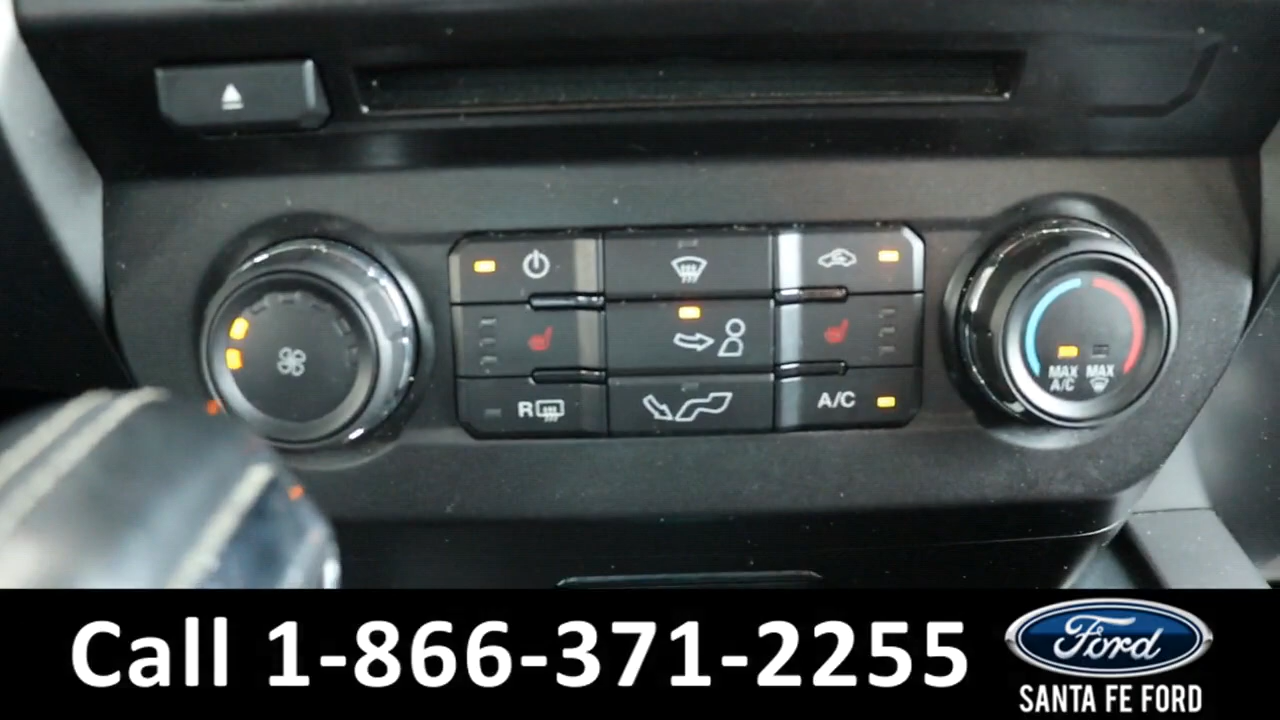 R
A/C
MAX
A/C
MAX
Call 1-866-371-2255
Ford
SANTA FE FORD